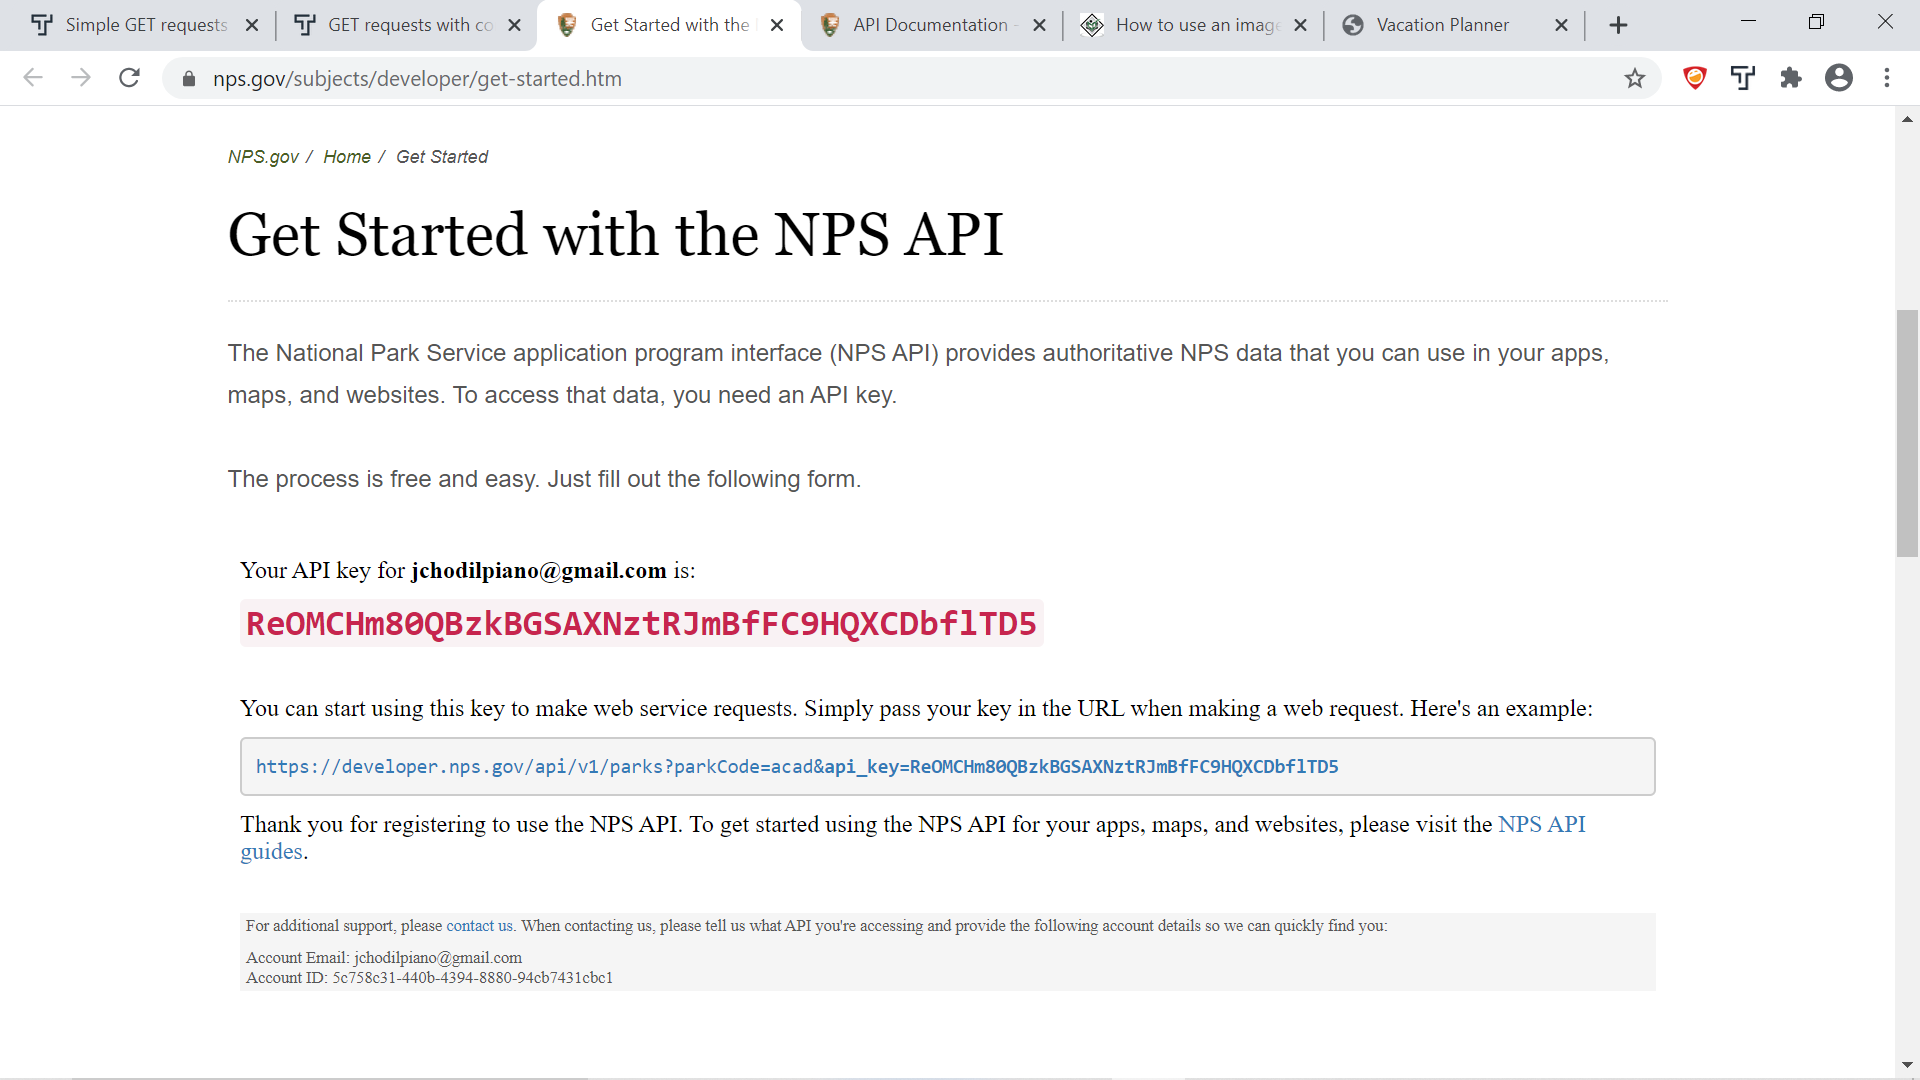 Simple GET requests
GET requests with co
Get Started with the
API Documentation -
How to use an image
Vacation Planner
nps.gov/subjects/developer/get-started.htm
NPS.gov / Home / Get Started
Get Started with the NPS API
The National Park Service application program interface (NPS API) provides authoritative NPS data that you can use in your apps,
maps, and websites. To access that data, you need an API key.
The process is free and easy. Just fill out the following form.
Your API key for jchodilpiano@gmail.com is:
ReOMCHm80QBzkBGSAXNztRJmBfFC9HQXCDbflTD5
You can start using this key to make web service requests. Simply pass your key in the URL when making a web request. Here's an example:
https://developer.nps.gov/api/v1/parks?parkCode=acad&api_key=ReOMCHm80QBzkBGSAXNztRJmBfFC9HQXCDbflTD5
Thank you for registering to use the NPS API. To get started using the NPS API for your apps, maps, and websites, please visit the NPS API
guides.
For additional support, please contact us. When contacting us, please tell us what API you're accessing and provide the following account details so we can quickly find you:
Account Email: jchodilpiano@gmail.com
Account ID: 5c758c31-440b-4394-8880-94cb7431cbc1